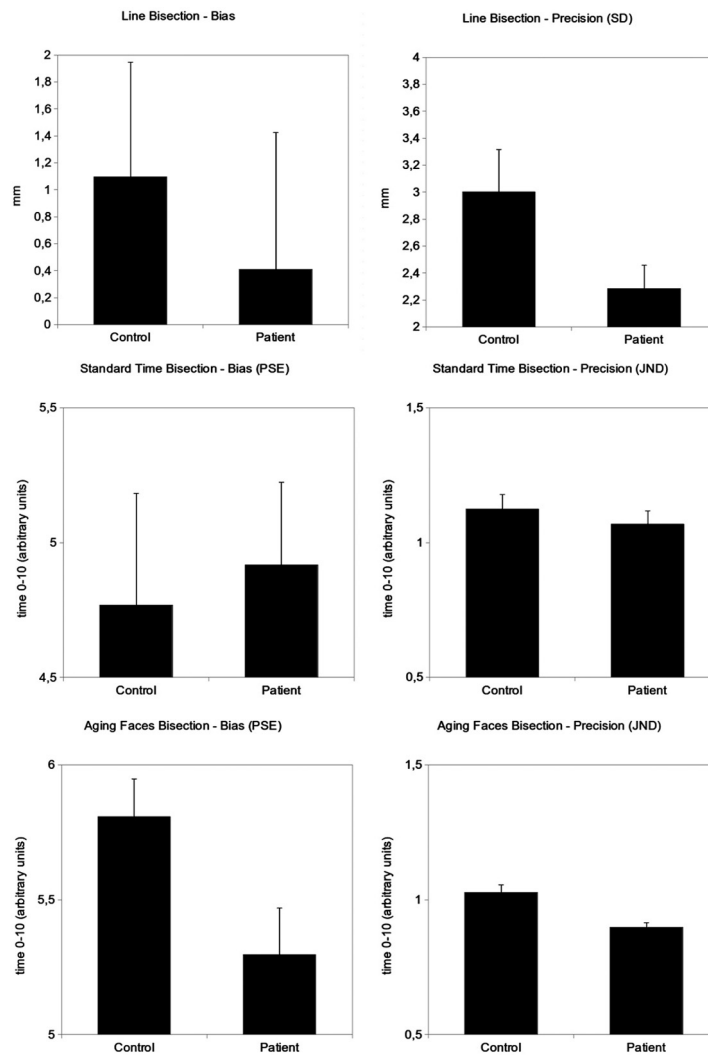 Line Bisection - Bias
2
1,8
1,6
1,4
1,2
1
0,8
0,6
0,4
0,2
0
mm
Control Patient
Line Bisection - Precision (SD)
4
3,8
3,6
3,4
3,2
3
2,8
2,6
2,4
2,2
2
mm
Control Patient
Standard Time Bisection - Bias (PSE)
5,5
5
4,5
time 0-10 (arbitrary units)
Control Patient
Standard Time Bisection - Precision (JND)
1,5
1
0,5
time 0-10 (arbitrary units)
Control Patient
Aging Faces Bisection - Bias (PSE)
6
5,5
5
time 0-10 (arbitrary units)
Control Patient
Aging Faces Bisection - Precision (JND)
1,5
1
0,5
time 0-10 (arbitrary units)
Control Patient